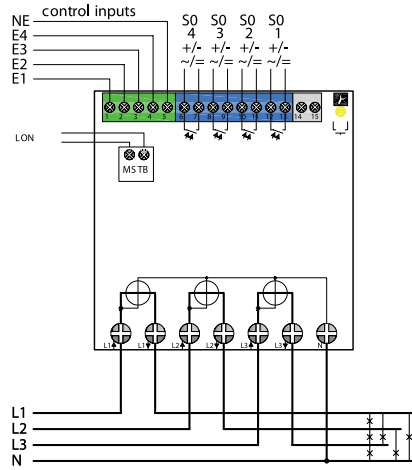 control inputs
NE
E4
E3
E2
E1
S0 S0 S0 S0
4 3 2 1
+/- +/- +/- +/-
~/= ~/= ~/= ~/=
1 2 3 4 5 6 7 8 9 10 11 12 13 14 15
LON
MS TB
L1 L1 L2 L2 L3 L3 N
L1
L2
L3
N